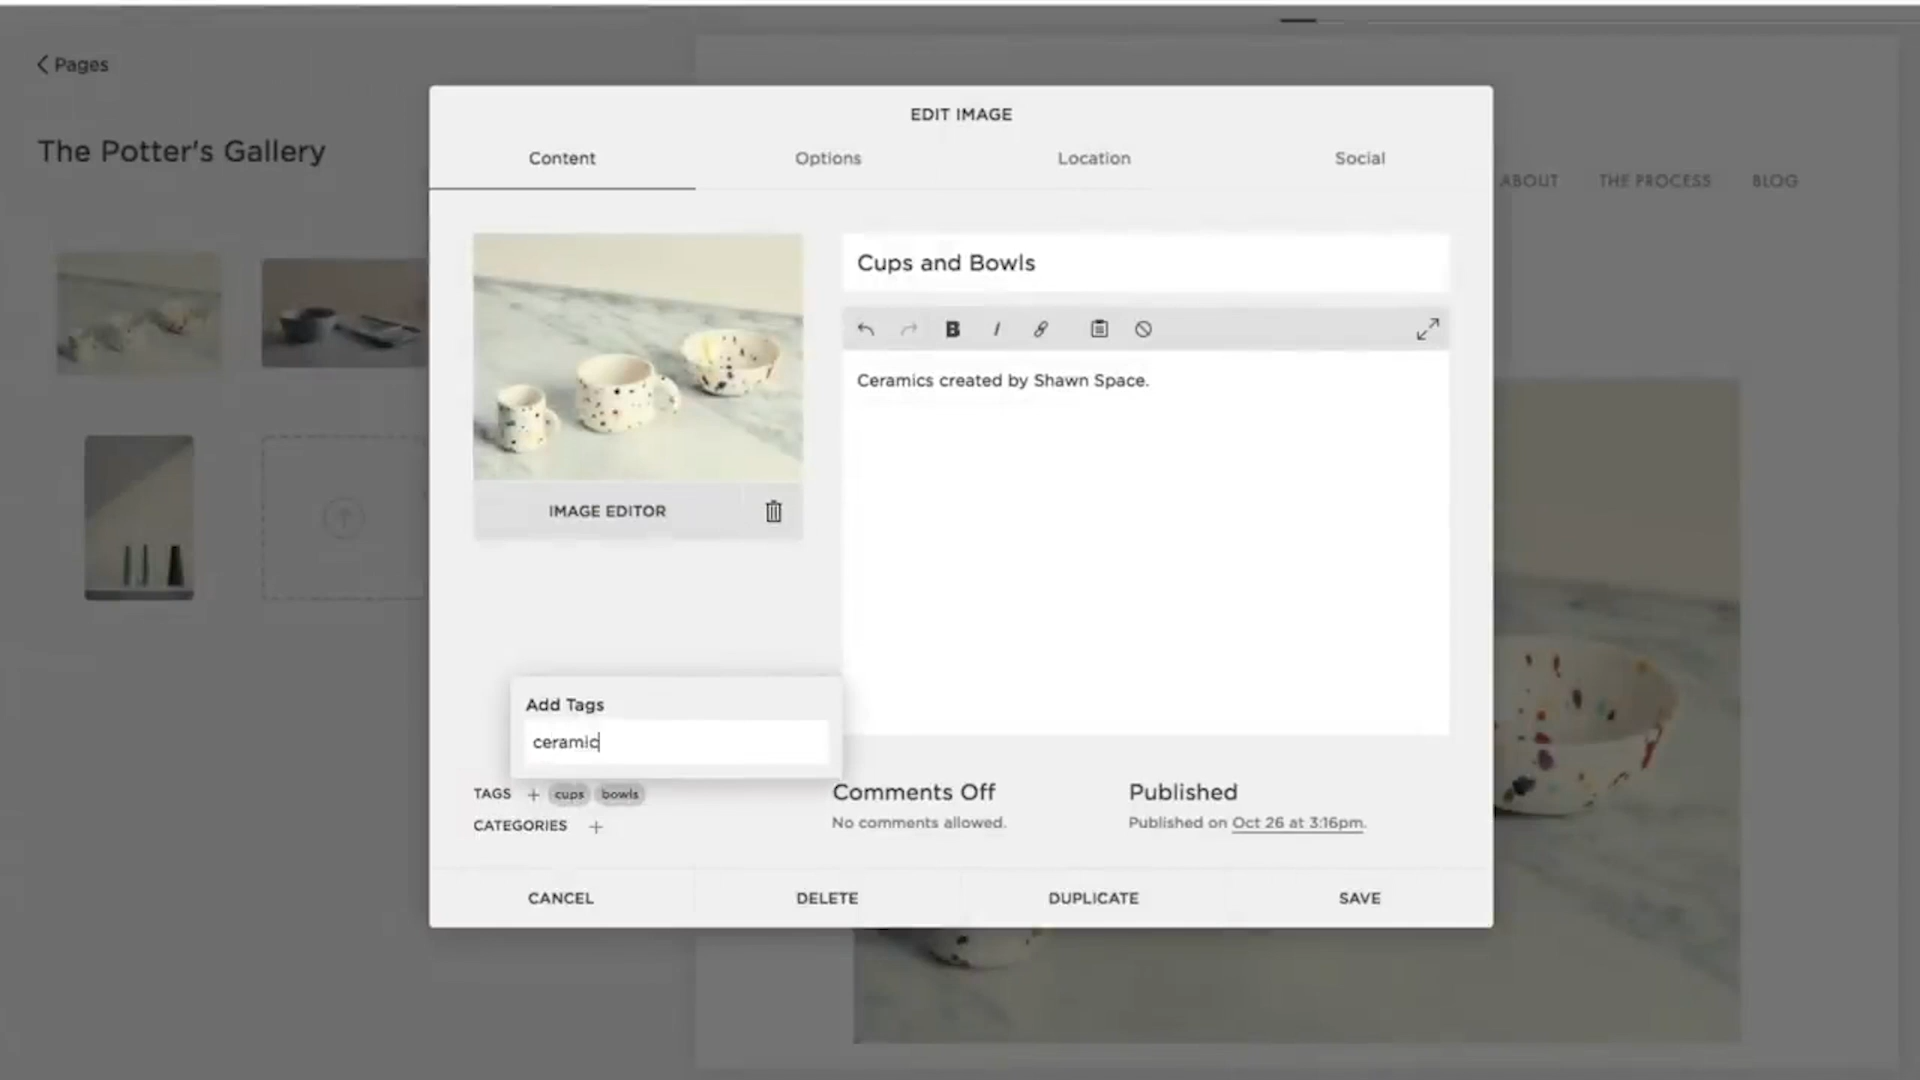 Pages
The Potter's Gallery
ABOUT THE PROCESS BLOG
EDIT IMAGE
Content Options Location Social
Cups and Bowls
B I
Ceramics created by Shawn Space.
IMAGE EDITOR
Add Tags
ceramic
TAGS + cups bowls
CATEGORIES +
Comments Off
No comments allowed.
Published
Published on Oct 26 at 3:16pm.
CANCEL DELETE DUPLICATE SAVE